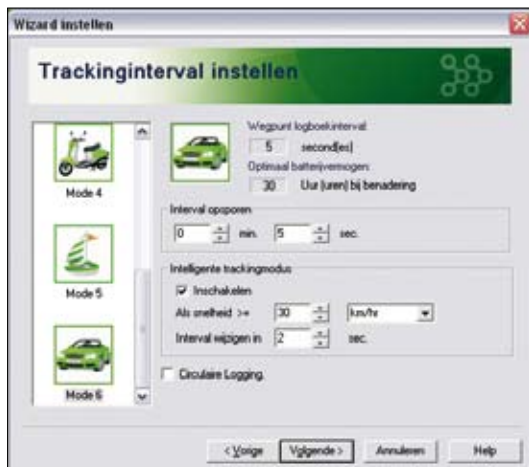 Wizard instellen
Trackinginterval instellen
Mode 4
Mode 5
Mode 6
Wegpunt logboekinterval:
5 second(es)
Optimaal batterijvermogen:
30 Uur (uren) bij benadering
Interval opsporen
0 min. 5 sec.
Intelligente trackingmodus
Inschakelen
Als snelheid >= 30 km/hr
Interval wijzigen in 2 sec.
Circulaire Logging.
< Vorige Volgende > Annuleren Help